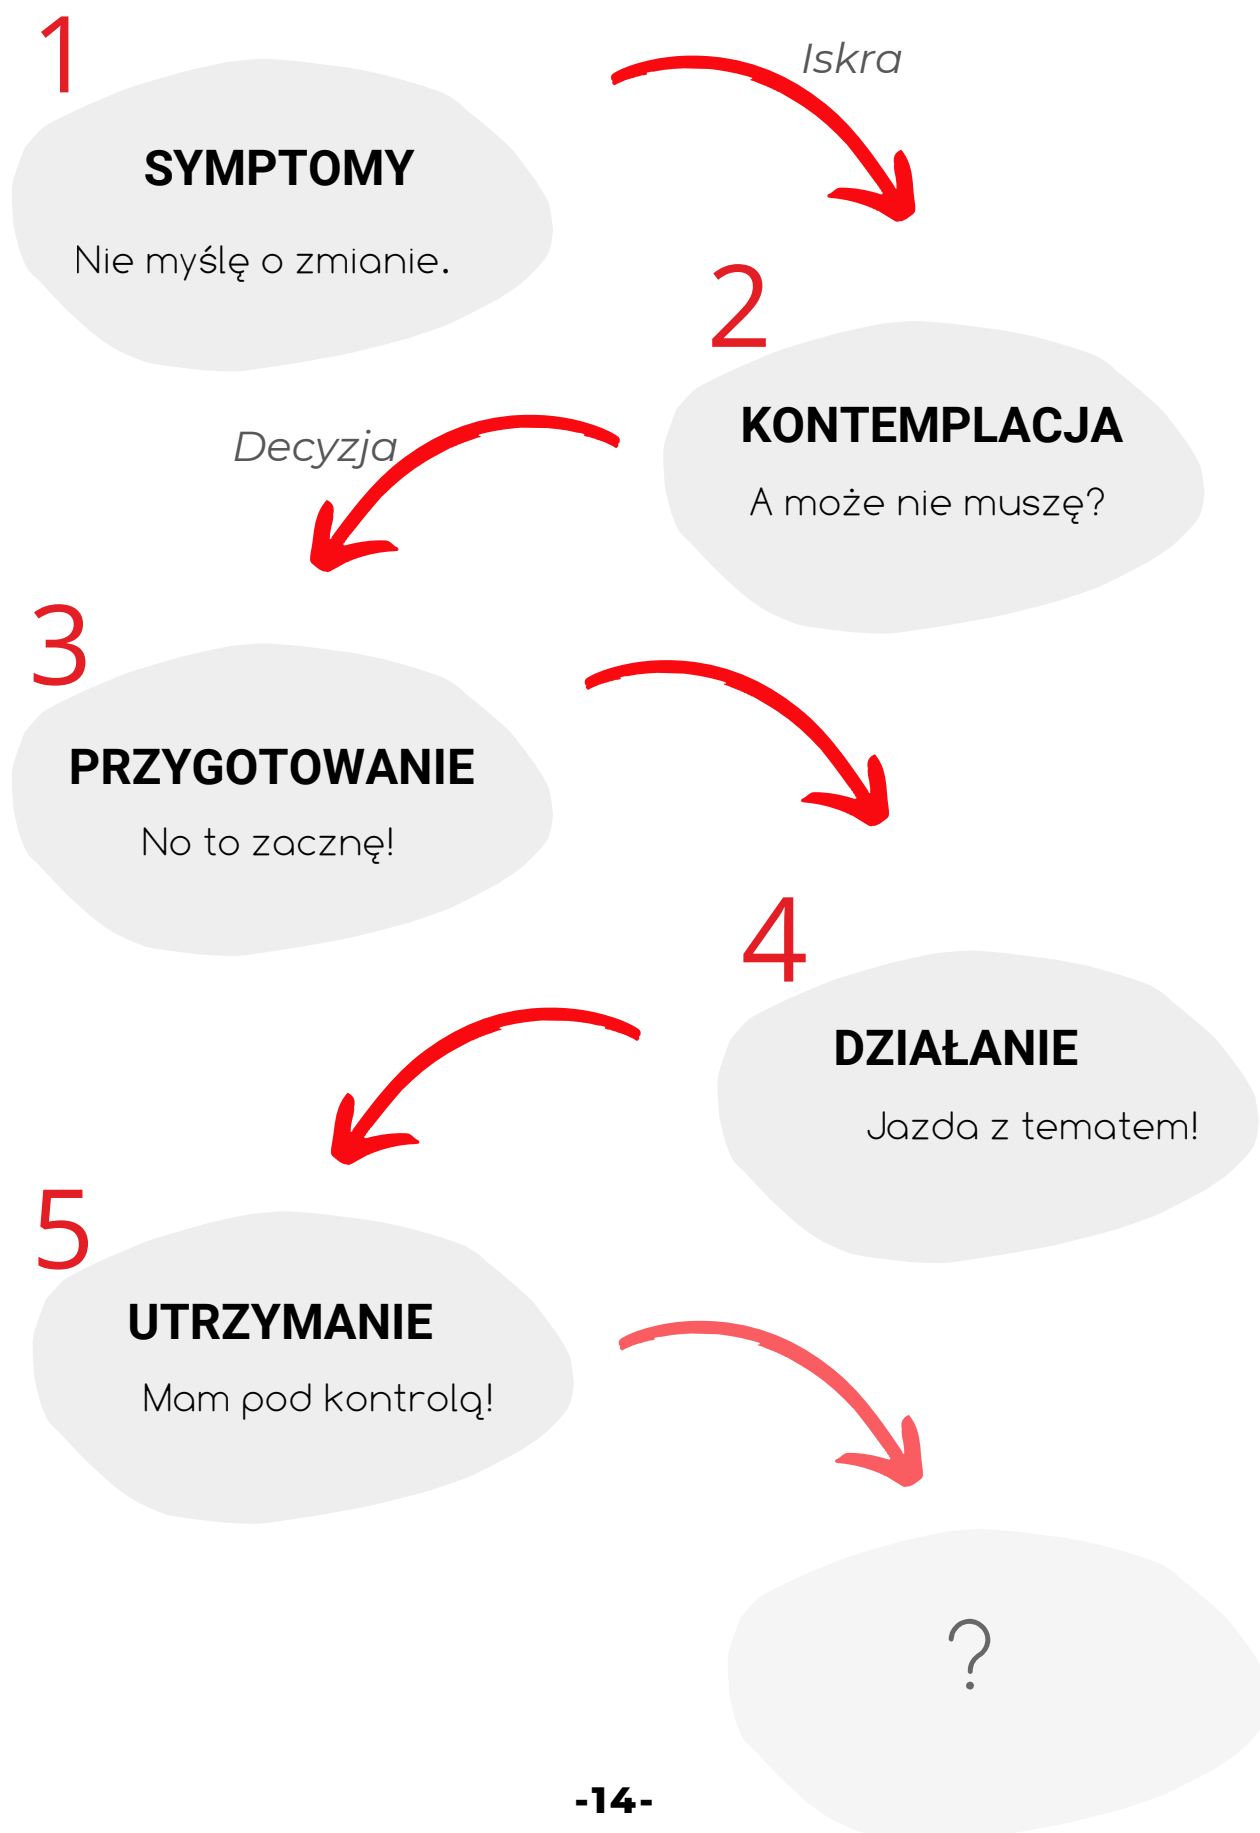 1
Iskra
SYMPTOMY
Nie myślę o zmianie.
2
KONTEMPLACJA
A może nie muszę?
Decyzja
3
PRZYGOTOWANIE
No to zacznę!
4
DZIAŁANIE
Jazda z tematem!
5
UTRZYMANIE
Mam pod kontrolą!
?
-14-